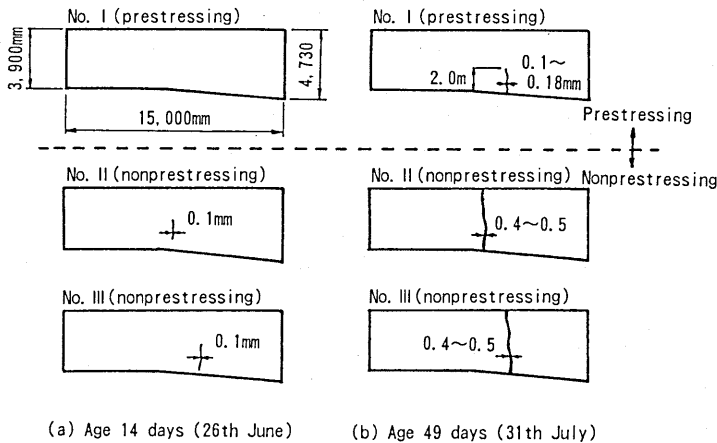 No. I (prestressing)
3,900mm
4,730
15,000mm
No. I (prestressing)
2.0m
0.1~
0.18mm
Prestressing
Nonprestressing
No. II (nonprestressing)
0.1mm
No. II (nonprestressing)
0.4~0.5
No. III (nonprestressing)
0.1mm
No. III (nonprestressing)
0.4~0.5
(a) Age 14 days (26th June)
(b) Age 49 days (31th July)